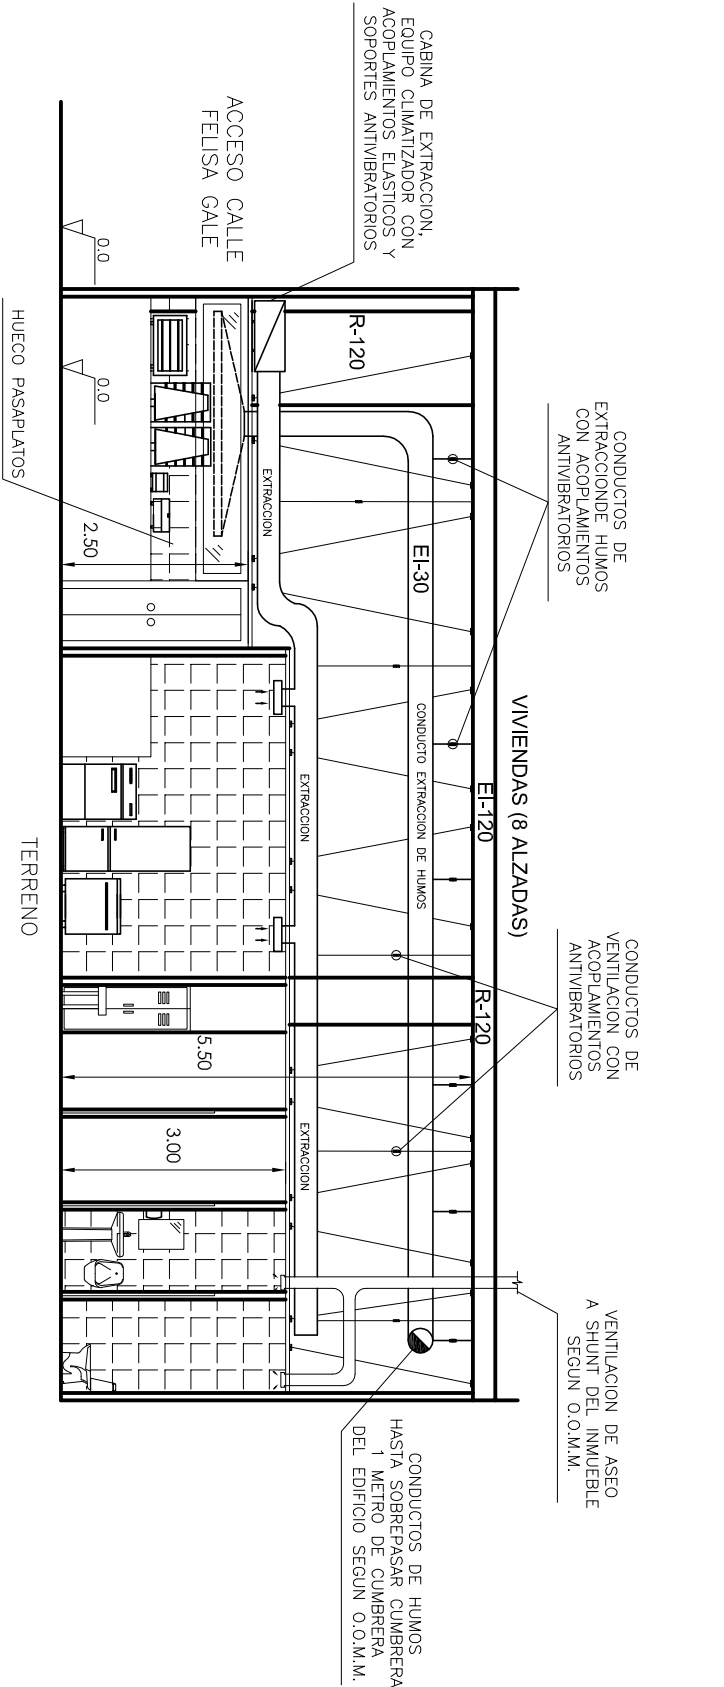 CABINA DE EXTRACCION,
EQUIPO CLIMATIZADOR CON
ACOPLAMIENTOS ELASTICOS Y
SOPORTES ANTIVIBRATORIOS
ACCESO CALLE
FELISA GALE
0.0
0.0
HUECO PASAPLATOS
CONDUCTOS DE
EXTRACCIONDE HUMOS
CON ACOPLAMIENTOS
ANTIVIBRATORIOS
R-120
EXTRACCION
EI-30
2.50
VIVIENDAS (8 ALZADAS)
EI-120
CONDUCTO EXTRACCION DE HUMOS
EXTRACCION
TERRENO
CONDUCTOS DE
VENTILACION CON
ACOPLAMIENTOS
ANTIVIBRATORIOS
R-120
5.50
3.00
EXTRACCION
VENTILACION DE ASEO
A SHUNT DEL INMUEBLE
SEGUN O.O.M.M.
CONDUCTOS DE HUMOS
HASTA SOBREPASAR CUMBRERA
1 METRO DE CUMBRERA
DEL EDIFICIO SEGUN O.O.M.M.